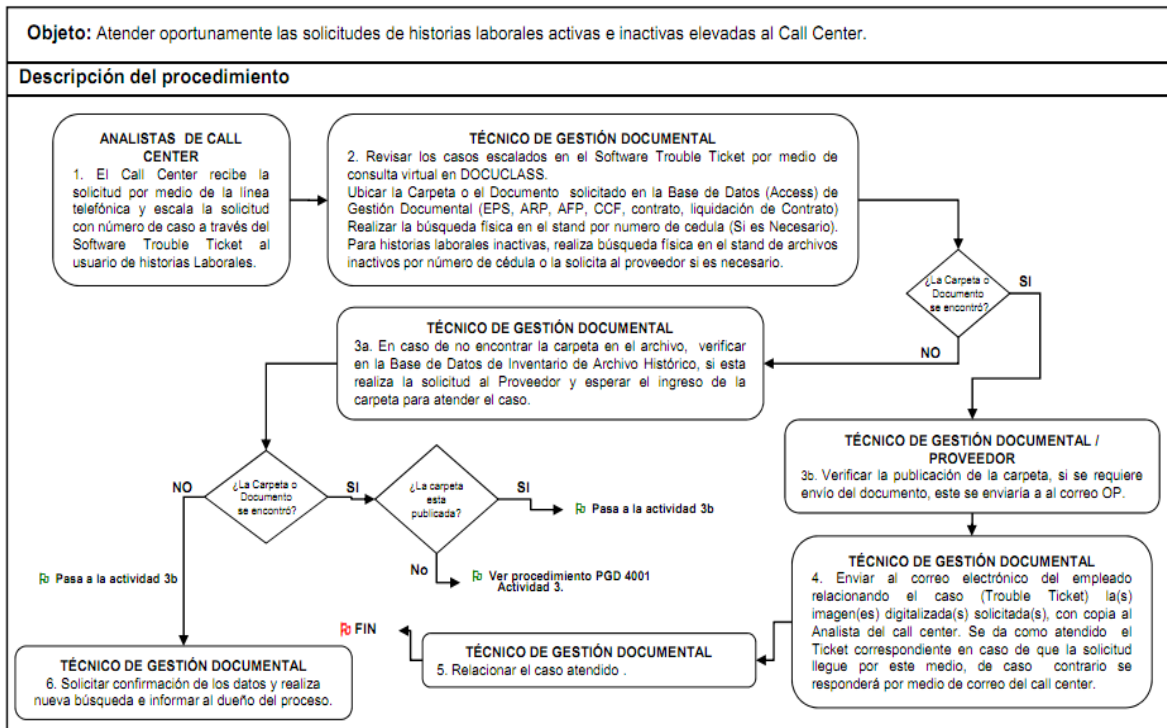 Objeto: Atender oportunamente las solicitudes de historias laborales activas e inactivas elevadas al Call Center.
Descripción del procedimiento
ANALISTAS DE CALL
CENTER
1. El Call Center recibe la
solicitud por medio de la línea
telefónica y escala la solicitud
con número de caso a través del
Software Trouble Ticket al
usuario de historias Laborales.
TÉCNICO DE GESTIÓN DOCUMENTAL
2. Revisar los casos escalados en el Software Trouble Ticket por medio de
consulta virtual en DOCUCLASS.
Ubicar la Carpeta o el Documento solicitado en la Base de Datos (Access) de
Gestión Documental (EPS, ARP, AFP, CCF, contrato, liquidación de Contrato)
Realizar la búsqueda física en el stand por numero de cedula (Si es Necesario).
Para historias laborales inactivas, realiza búsqueda física en el stand de archivos
inactivos por número de cédula o la solicita al proveedor si es necesario.
¿La Carpeta o
Documento
se encontró?
SI
NO
TÉCNICO DE GESTIÓN DOCUMENTAL
3a. En caso de no encontrar la carpeta en el archivo, verificar
en la Base de Datos de Inventario de Archivo Histórico, si esta
realiza la solicitud al Proveedor y esperar el ingreso de la
carpeta para atender el caso.
TÉCNICO DE GESTIÓN DOCUMENTAL /
PROVEEDOR
3b. Verificar la publicación de la carpeta, si se requiere
envío del documento, este se enviaría a al correo OP.
NO
¿La Carpeta o
Documento
se encontró?
SI
¿La carpeta
esta
publicada?
SI
Pasa a la actividad 3b
No
Ver procedimiento PGD 4001
Actividad 3.
Pasa a la actividad 3b
TÉCNICO DE GESTIÓN DOCUMENTAL
4. Enviar al correo electrónico del empleado
relacionando el caso (Trouble Ticket) la(s)
imagen(es) digitalizada(s) solicitada(s), con copia al
Analista del call center. Se da como atendido el
Ticket correspondiente en caso de que la solicitud
llegue por este medio, de caso contrario se
responderá por medio de correo del call center.
FIN
TÉCNICO DE GESTIÓN DOCUMENTAL
5. Relacionar el caso atendido .
TÉCNICO DE GESTIÓN DOCUMENTAL
6. Solicitar confirmación de los datos y realiza
nueva búsqueda e informar al dueño del proceso.